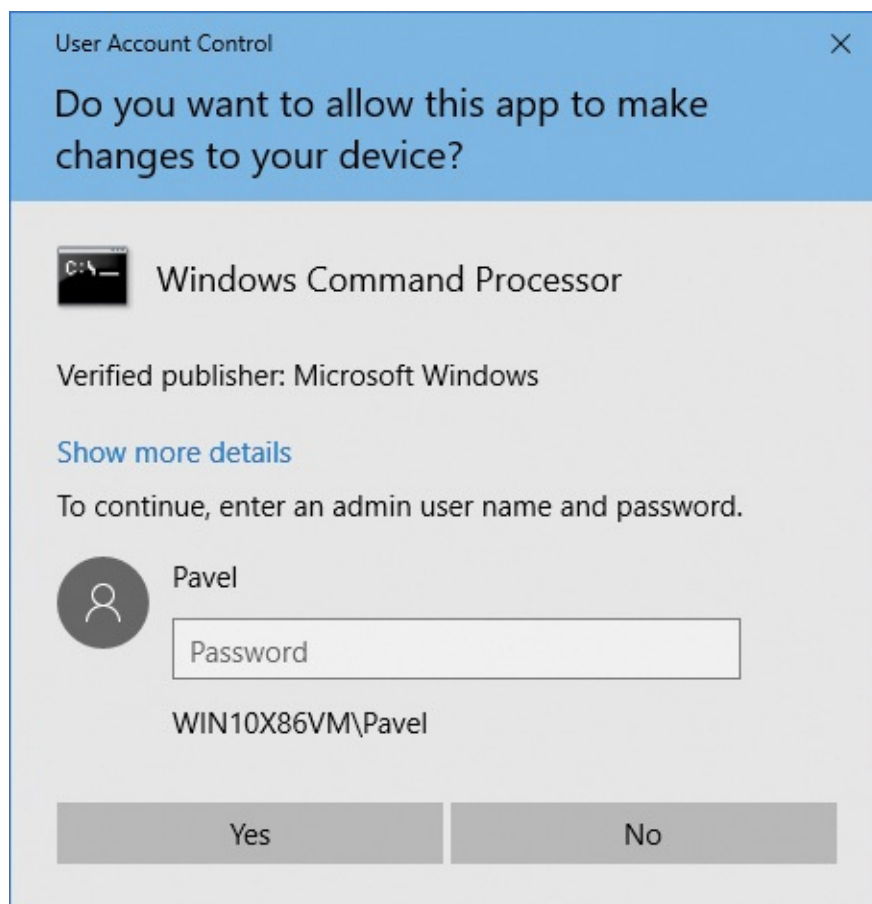 User Account Control
Do you want to allow this app to make
changes to your device?
C:\_
Windows Command Processor
Verified publisher: Microsoft Windows
Show more details
To continue, enter an admin user name and password.
Pavel
Password
WIN10X86VM\Pavel
Yes
No